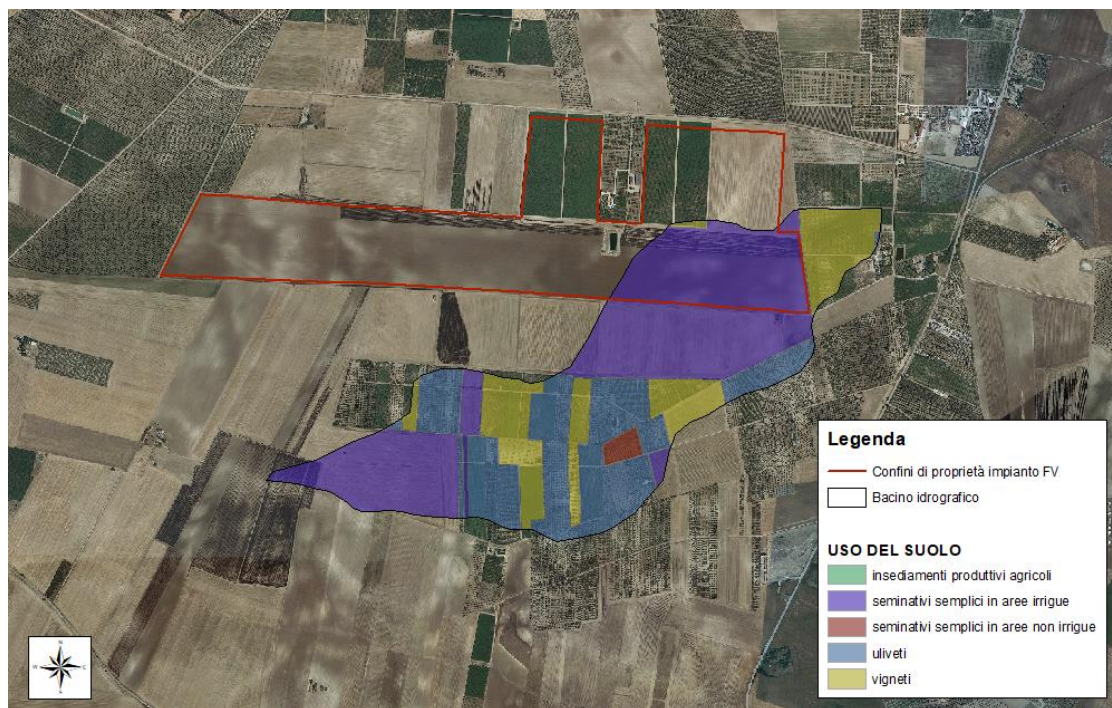 Legenda
Confini di proprietà impianto FV
Bacino idrografico
USO DEL SUOLO
insediamenti produttivi agricoli
seminativi semplici in aree irrigue
seminativi semplici in aree non irrigue
uliveti
vigneti
N
W
E
S